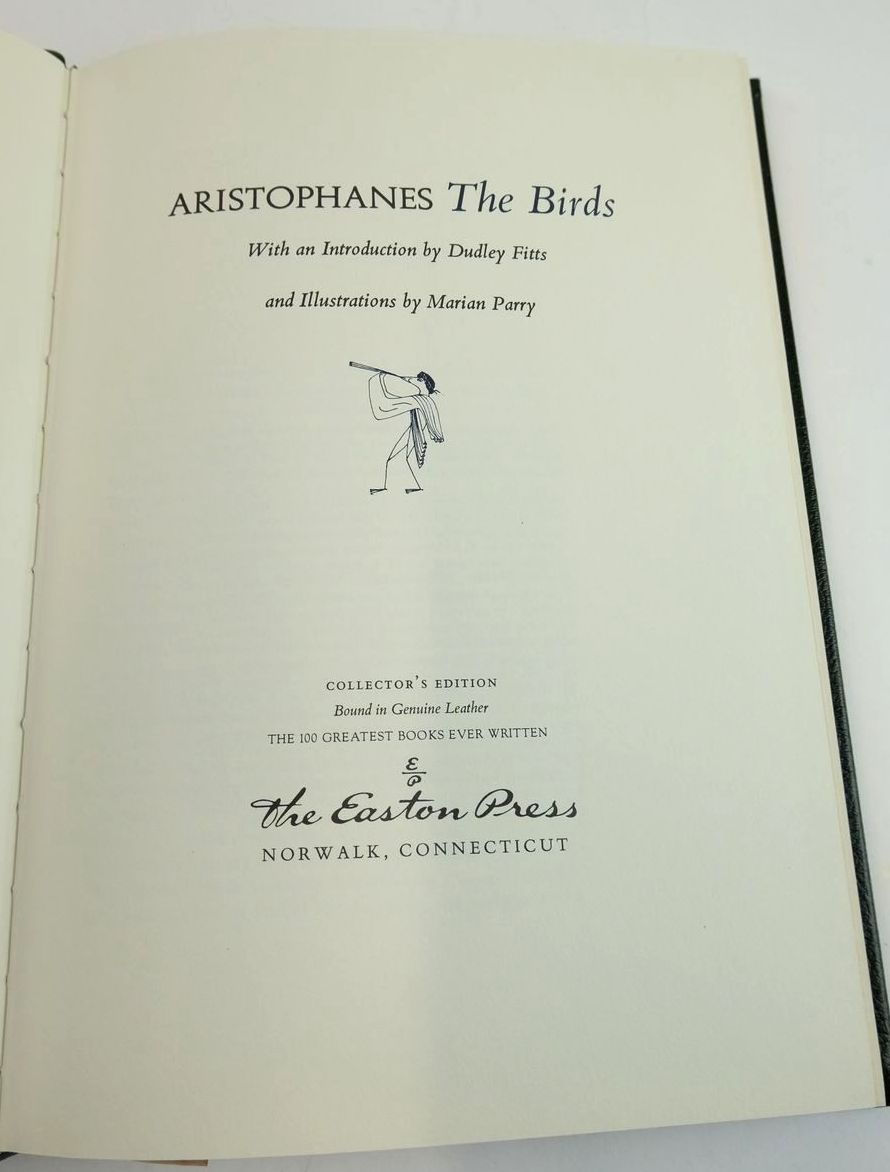 ARISTOPHANES The Birds
With an Introduction by Dudley Fitts
and Illustrations by Marian Parry
COLLECTOR'S EDITION
Bound in Genuine Leather
THE 100 GREATEST BOOKS EVER WRITTEN
E
P
The Easton Press
NORWALK, CONNECTICUT